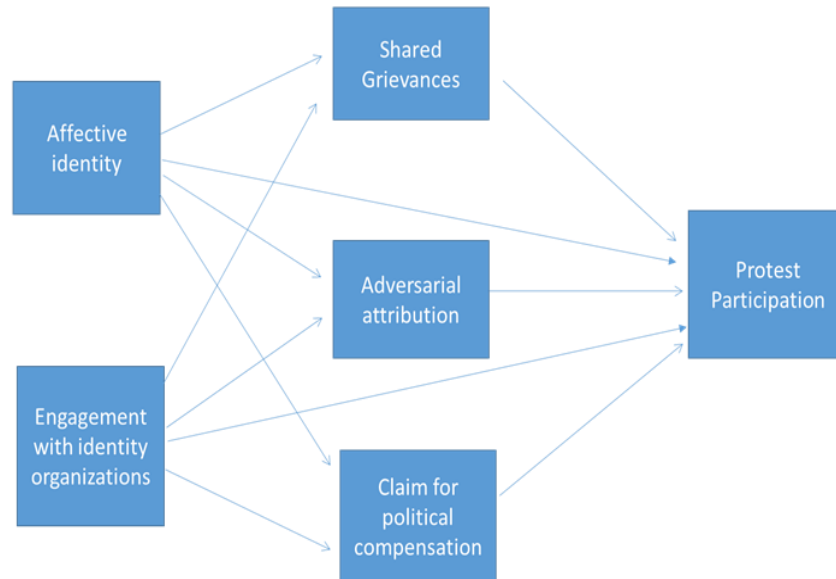 Shared
Grievances
Affective
identity
Adversarial
attribution
Protest
Participation
Engagement
with identity
organizations
Claim for
political
compensation